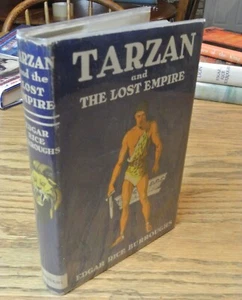 TARZAN
and the
LOST
EMPIRE
EDGAR
RICE
BURROUGHS
TARZAN
and
THE LOST EMPIRE
EDGAR RICE BURROUGHS